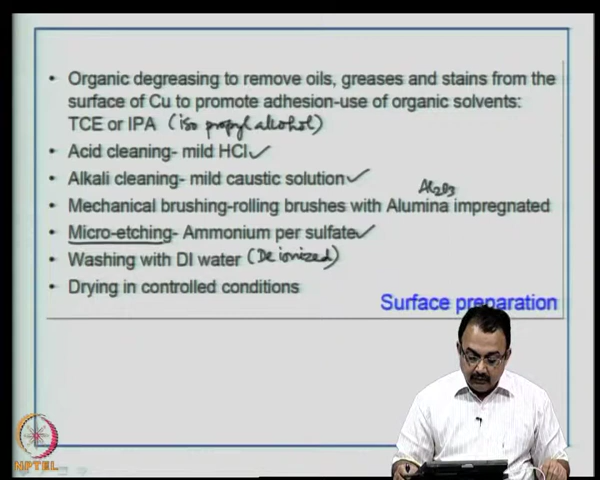 • Organic degreasing to remove oils, greases and stains from the
surface of Cu to promote adhesion-use of organic solvents:
TCE or IPA (iso propyl alcohol)
• Acid cleaning- mild HCl ✓
• Alkali cleaning- mild caustic solution ✓
Al2O3
• Mechanical brushing-rolling brushes with Alumina impregnated
• Micro-etching- Ammonium per sulfate ✓
• Washing with DI water (De ionized)
• Drying in controlled conditions
Surface preparation
NPTEL